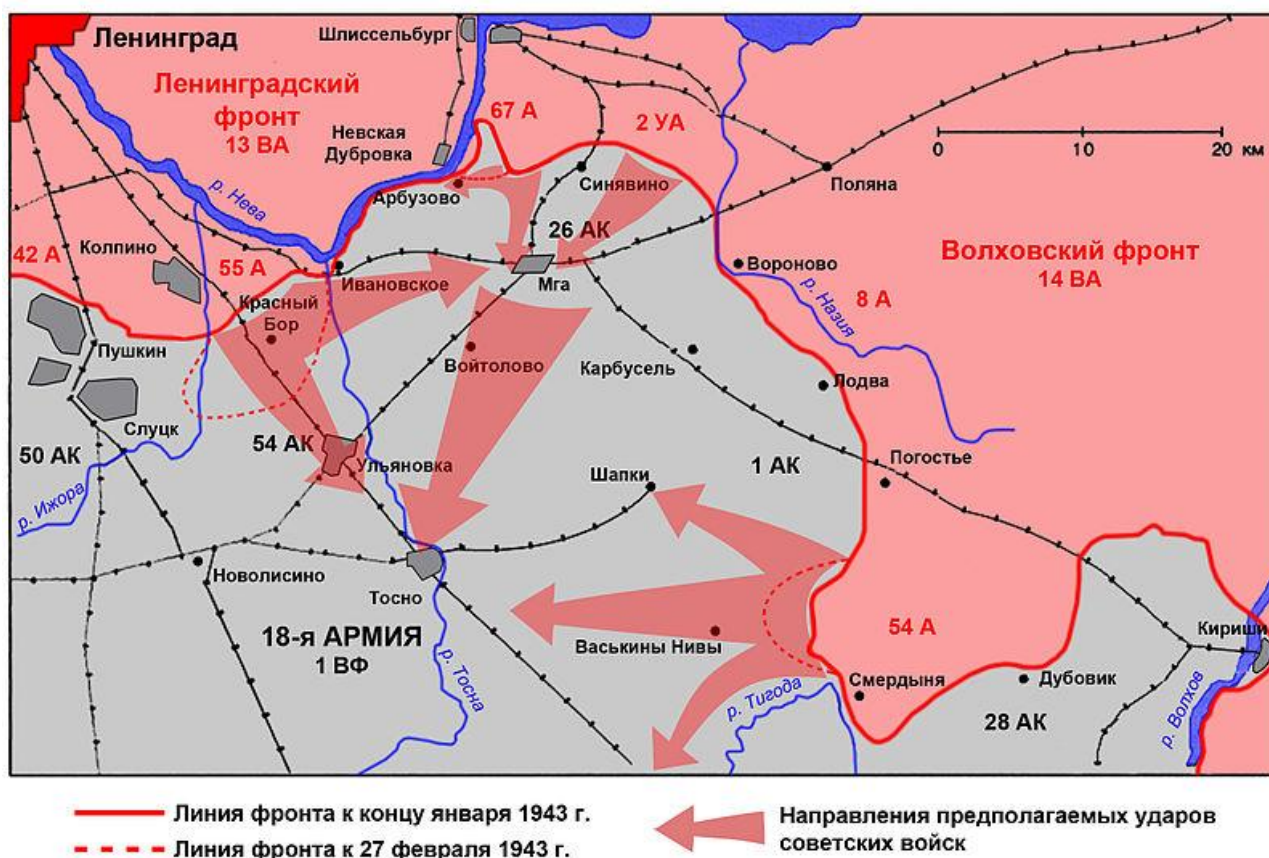 Ленинград
Шлиссельбург
Ленинградский
фронт
13 ВА
67 А
2 УА
Невская
Дубровка
0
10
20 км
Поляна
Синявино
Арбузово
р. Нева
26 АК
42 А
Колпино
55 А
Волховский фронт
14 ВА
Вороново
Ивановское
Мга
8 А
р. Назия
Красный
Бор
Пушкин
Войтолово
Карбусель
Лодва
Слуцк
54 АК
50 АК
1 АК
Погостье
Ульяновка
Шапки
р. Ижора
Новолисино
Тосно
18-я АРМИЯ
1 ВФ
54 А
Кириши
Васькины Нивы
р. Тосна
Смердыня
Дубовик
р. Тигода
28 АК
р. Волхов
Линия фронта к концу января 1943 г.
Линия фронта к 27 февраля 1943 г.
Направления предполагаемых ударов
советских войск